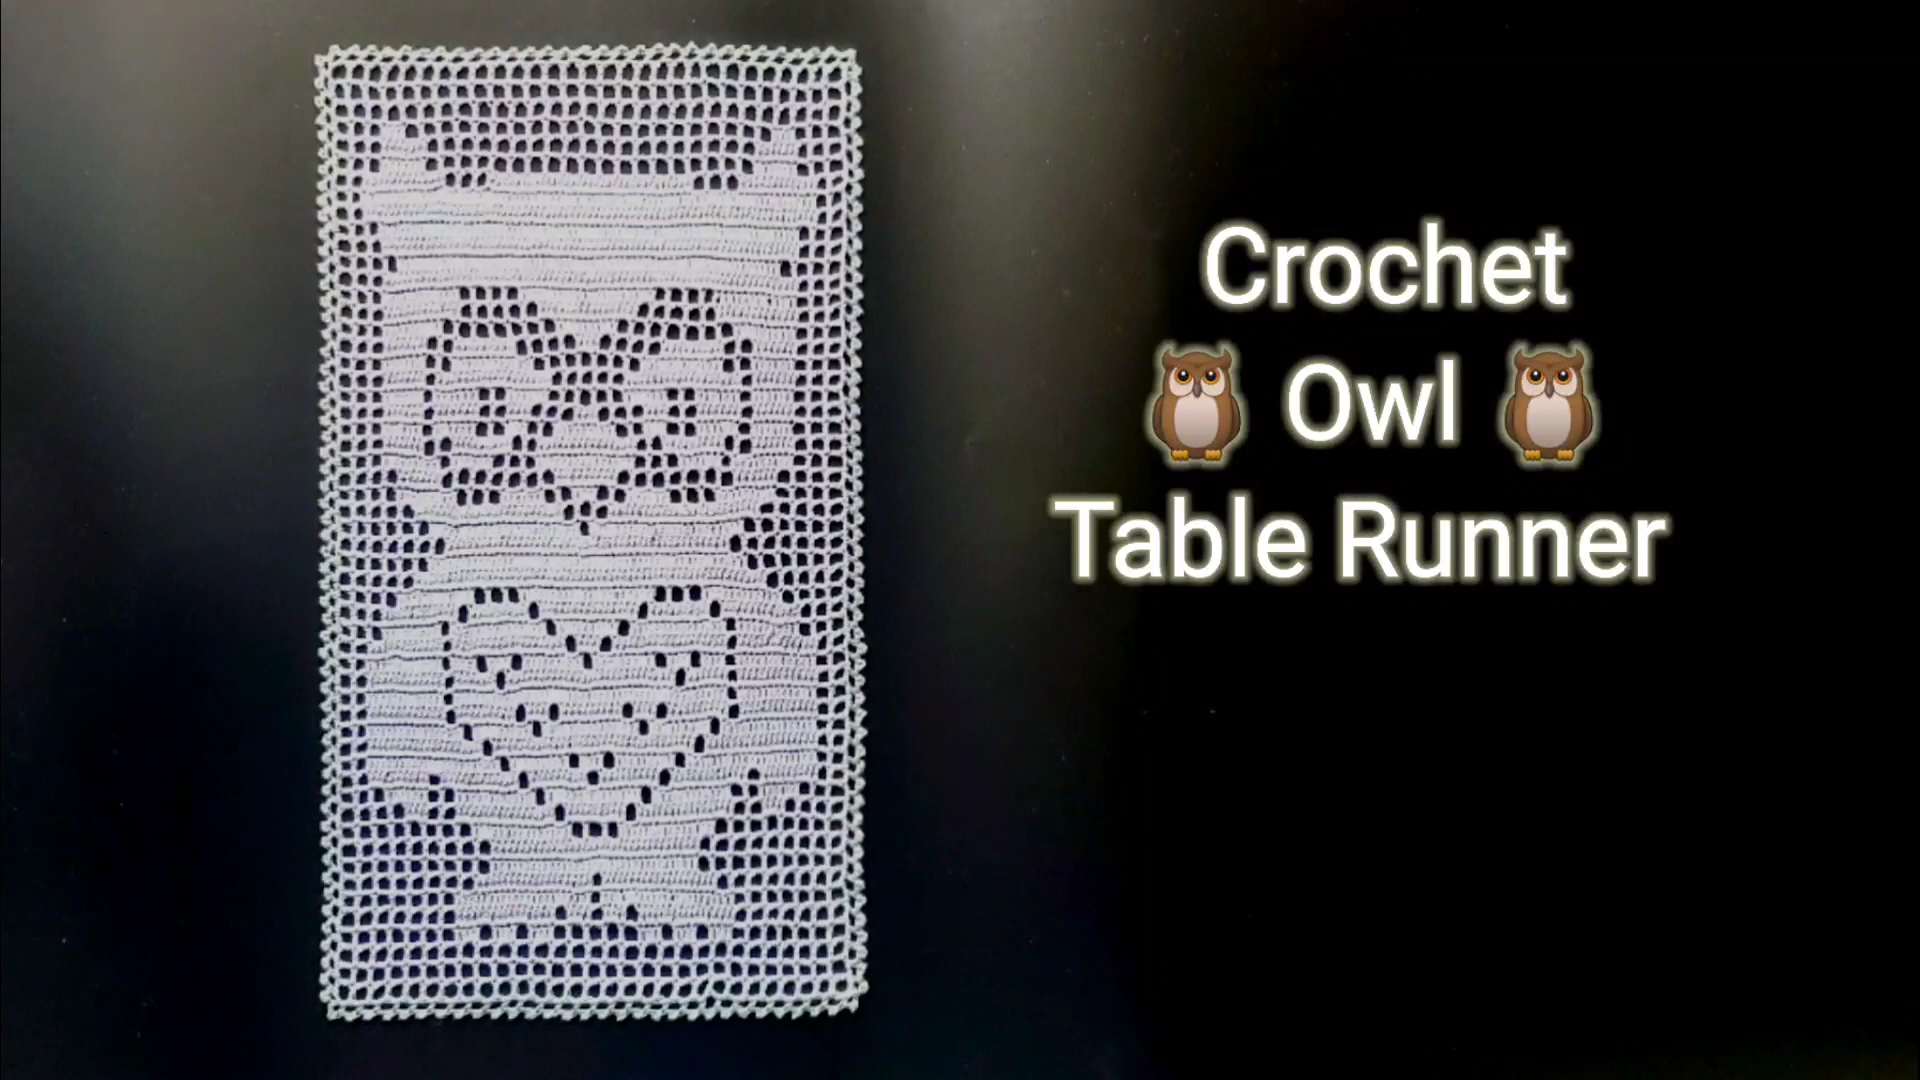 Crochet
🦉 Owl 🦉
Table Runner